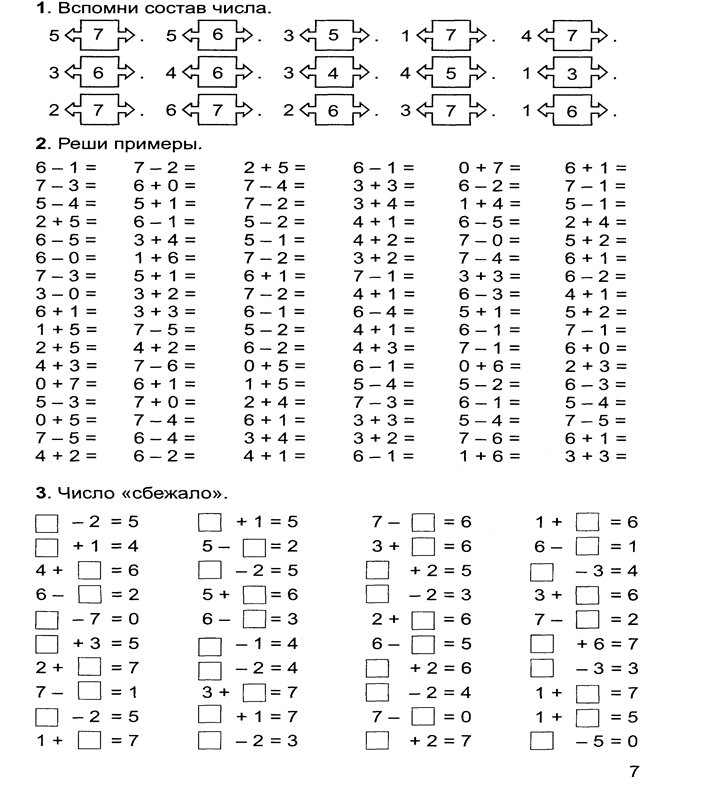 1. Вспомни состав числа.
5 7 . 5 6 . 3 5 . 1 7 . 4 7 .
3 6 . 4 6 . 3 4 . 4 5 . 1 3 .
2 7 . 6 7 . 2 6 . 3 7 . 1 6 .
2. Реши примеры.
6 – 1 = 7 – 2 = 2 + 5 = 6 – 1 = 0 + 7 = 6 + 1 =
7 – 3 = 6 + 0 = 7 – 4 = 3 + 3 = 6 – 2 = 7 – 1 =
5 – 4 = 5 + 1 = 7 – 2 = 3 + 4 = 1 + 4 = 5 – 1 =
2 + 5 = 6 – 1 = 5 – 2 = 4 + 1 = 6 – 5 = 2 + 4 =
6 – 5 = 3 + 4 = 5 – 1 = 4 + 2 = 7 – 0 = 5 + 2 =
6 – 0 = 1 + 6 = 7 – 2 = 3 + 2 = 7 – 4 = 6 + 1 =
7 – 3 = 5 + 1 = 6 + 1 = 7 – 1 = 3 + 3 = 6 – 2 =
3 – 0 = 3 + 2 = 7 – 2 = 4 + 1 = 6 – 3 = 4 + 1 =
6 + 1 = 3 + 3 = 6 – 1 = 6 – 4 = 5 + 1 = 5 + 2 =
1 + 5 = 7 – 5 = 5 – 2 = 4 + 1 = 6 – 1 = 7 – 1 =
2 + 5 = 4 + 2 = 6 – 2 = 4 + 3 = 7 – 1 = 6 + 0 =
4 + 3 = 7 – 6 = 0 + 5 = 6 – 1 = 0 + 6 = 2 + 3 =
0 + 7 = 6 + 1 = 1 + 5 = 5 – 4 = 5 – 2 = 6 – 3 =
5 – 3 = 7 + 0 = 2 + 4 = 7 – 3 = 6 – 1 = 5 – 4 =
0 + 5 = 7 – 4 = 6 + 1 = 3 + 3 = 5 – 4 = 7 – 5 =
7 – 5 = 6 – 4 = 3 + 4 = 3 + 2 = 7 – 6 = 6 + 1 =
4 + 2 = 6 – 2 = 4 + 1 = 6 – 1 = 1 + 6 = 3 + 3 =
3. Число «сбежало».
– 2 = 5 + 1 = 5 7 – = 6 1 + = 6
+ 1 = 4 5 – = 2 3 + = 6 6 – = 1
4 + = 6 – 2 = 5 + 2 = 5 – 3 = 4
6 – = 2 5 + = 6 – 2 = 3 3 + = 6
– 7 = 0 6 – = 3 2 + = 6 7 – = 2
+ 3 = 5 – 1 = 4 6 – = 5 + 6 = 7
2 + = 7 – 2 = 4 + 2 = 6 – 3 = 3
7 – = 1 3 + = 7 – 2 = 4 1 + = 7
– 2 = 5 + 1 = 7 7 – = 0 1 + = 5
1 + = 7 – 2 = 3 + 2 = 7 – 5 = 0
7